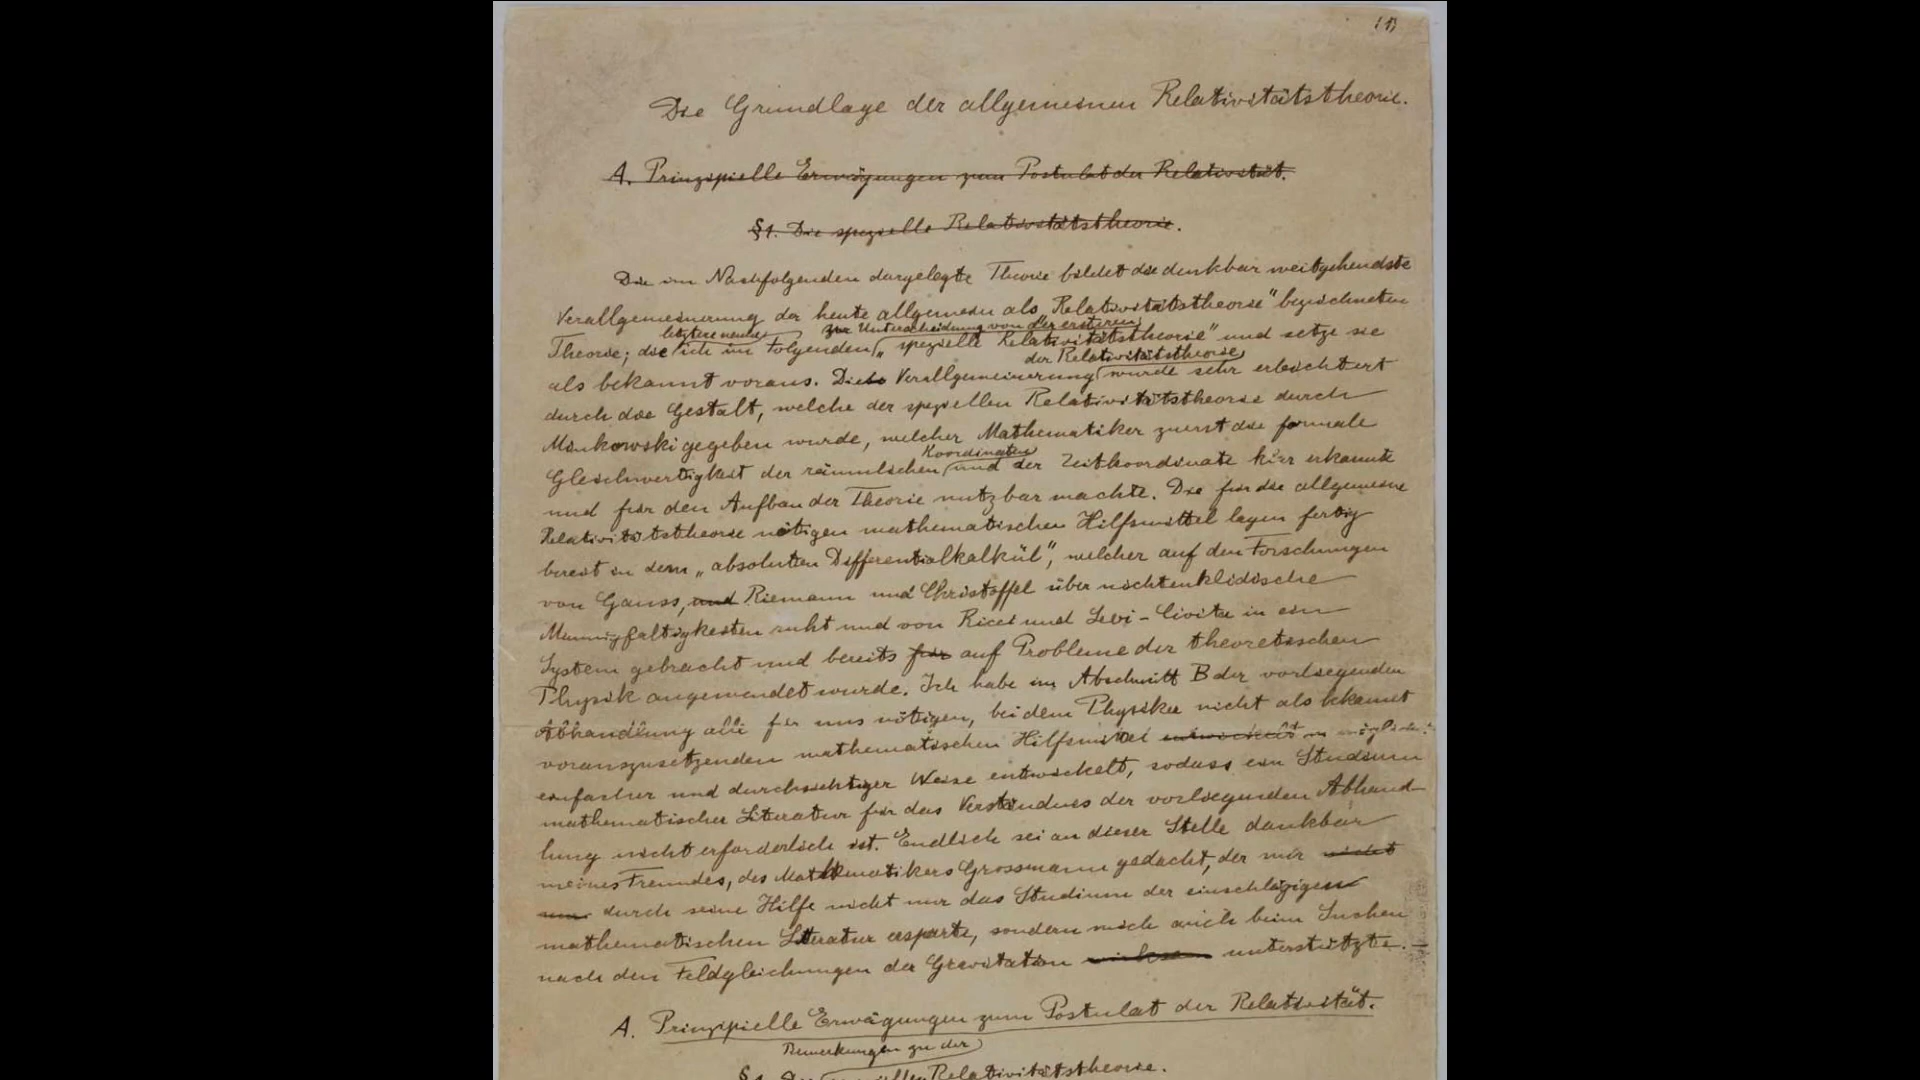 Die Grundlage der allgemeinen Relativitätstheorie.
A. Prinzipielle Erwägungen zum Postulat der Relativität.
§1. Die spezielle Relativitätstheorie.
Die im Nachfolgenden dargelegte Theorie bildet die denkbar weitgehendste
Verallgemeinerung der heute allgemein als „Relativitätstheorie" bezeichneten
letztere nenne zur Unterscheidung von der ersteren
Theorie; die ich im Folgenden „spezielle Relativitätstheorie" und setze sie
der Relativitätstheorie
als bekannt voraus. Die Verallgemeinerung wurde sehr erleichtert
durch die Gestalt, welche der speziellen Relativitätstheorie durch
Minkowski gegeben wurde, welcher Mathematiker zuerst die formale
Koordinaten
Gleichwertigkeit der räumlichen und der Zeitkoordinate klar erkannte
und für den Aufbau der Theorie nutzbar machte. Die für die allgemeine
Relativitätstheorie nötigen mathematischen Hilfsmittel lagen fertig
bereit in dem „absoluten Differentialkalkül", welcher auf den Forschungen
von Gauss, und Riemann und Christoffel über nichteuklidische
Mannigfaltigkeiten ruht und von Ricci und Levi-Civita in ein
System gebracht und bereits für auf Probleme der theoretischen
Physik angewendet wurde. Ich habe im Abschnitt B der vorliegenden
Abhandlung alle für uns nötigen, bei dem Physiker nicht als bekannt
vorauszusetzenden mathematischen Hilfsmittel entwickelt in möglichst
einfacher und durchsichtiger Weise entwickelt, sodass ein Studium
mathematischer Literatur für das Verständnis der vorliegenden Abhand-
lung nicht erforderlich ist. Endlich sei an dieser Stelle dankbar
meines Freundes, des Mathematikers Grossmann gedacht, der mir nicht
nur durch seine Hilfe nicht nur das Studium der einschlägigen
mathematischen Literatur ersparte, sondern mich auch beim Suchen
nach den Feldgleichungen der Gravitation wirksam unterstützte. —
A. Prinzipielle Erwägungen zum Postulat der Relativität.
Bemerkungen zu der
§1. speziellen Relativitätstheorie.